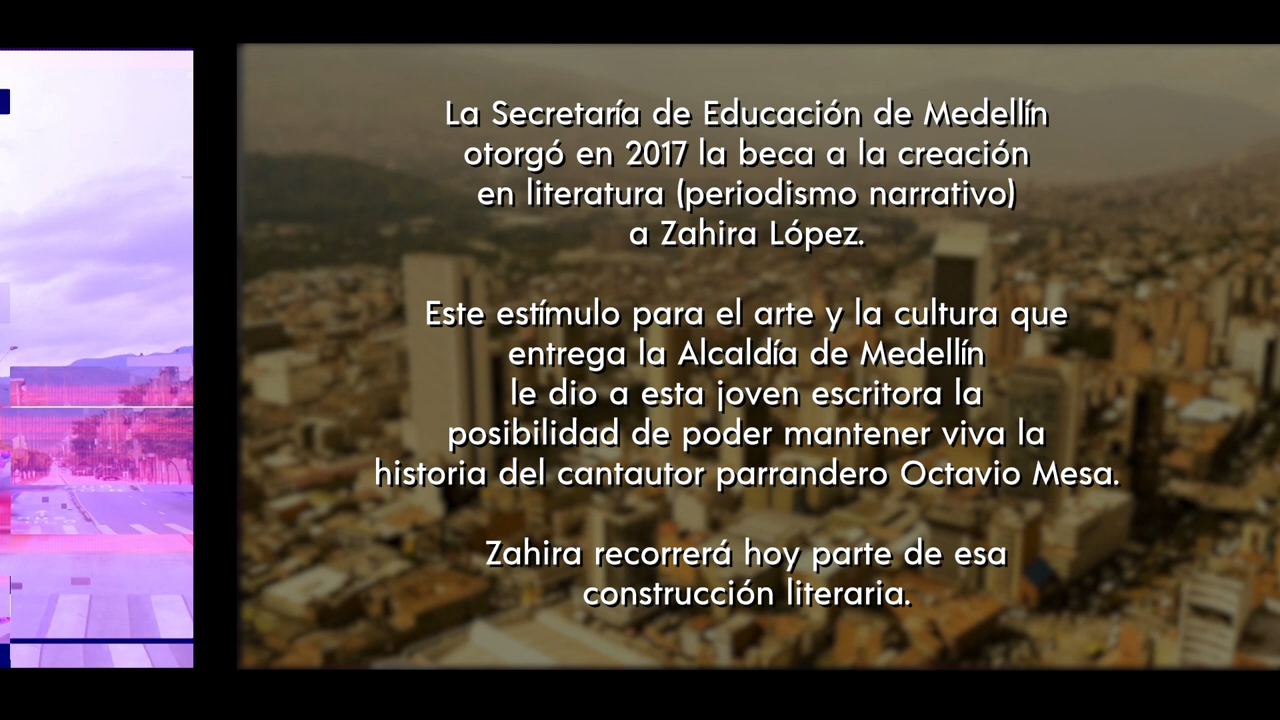 La Secretaría de Educación de Medellín
otorgó en 2017 la beca a la creación
en literatura (periodismo narrativo)
a Zahira López.
Este estímulo para el arte y la cultura que
entrega la Alcaldía de Medellín
le dio a esta joven escritora la
posibilidad de poder mantener viva la
historia del cantautor parrandero Octavio Mesa.
Zahira recorrerá hoy parte de esa
construcción literaria.